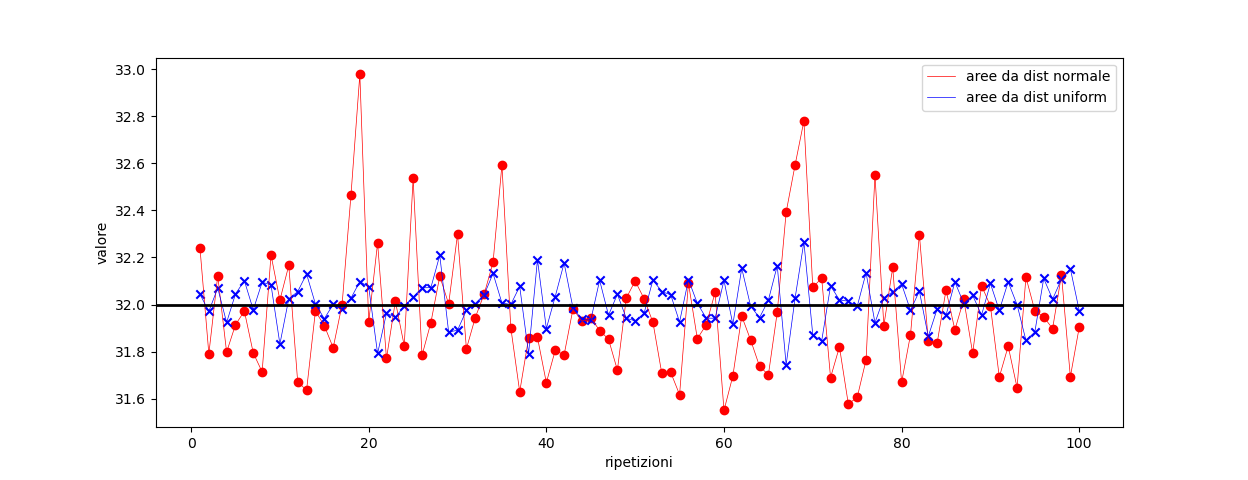 33.0
32.8
32.6
32.4
32.2
32.0
31.8
31.6
valore
0 20 40 60 80 100
ripetizioni
aree da dist normale
aree da dist uniform